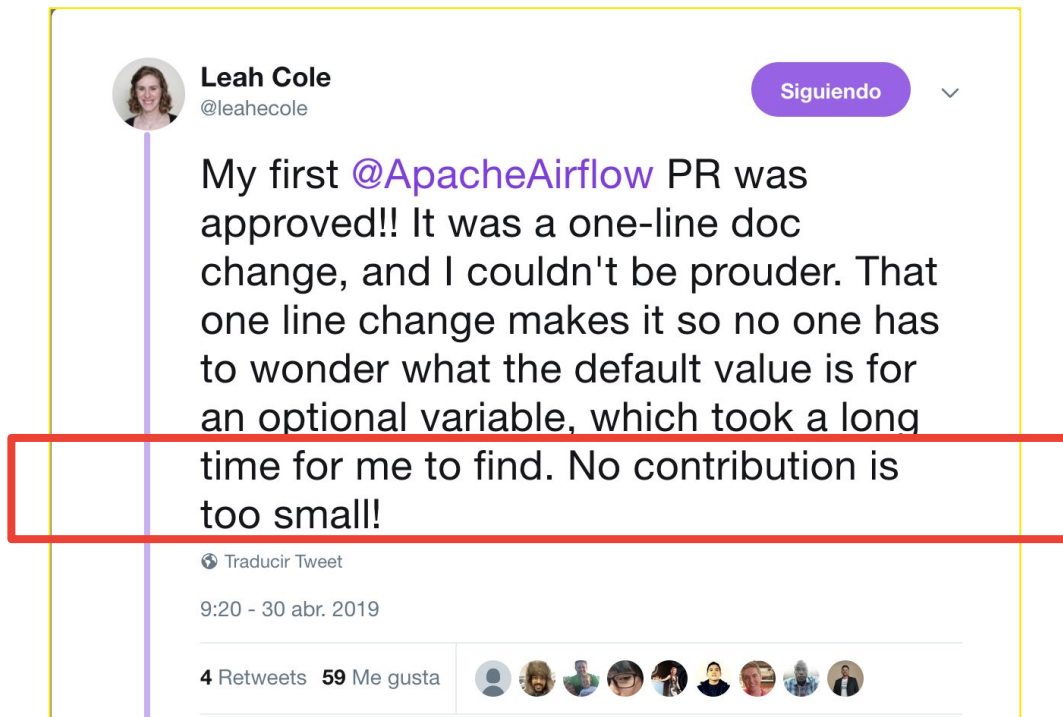 Leah Cole
@leahecole
Siguiendo
My first @ApacheAirflow PR was
approved!! It was a one-line doc
change, and I couldn't be prouder. That
one line change makes it so no one has
to wonder what the default value is for
an optional variable, which took a long
time for me to find. No contribution is
too small!
Traducir Tweet
9:20 - 30 abr. 2019
4 Retweets 59 Me gusta